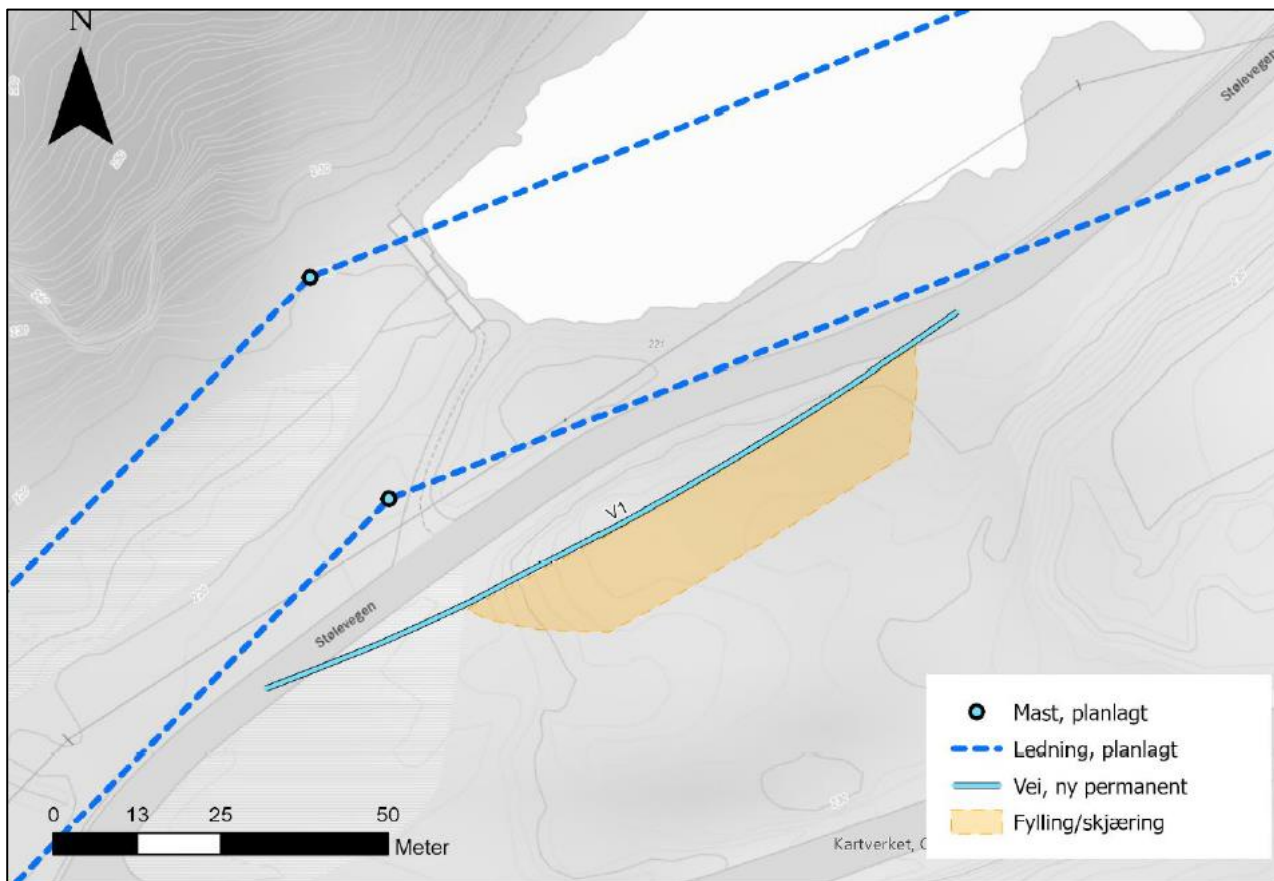 N
Stølevegen
221
V1
Stølevegen
230
0 13 25 50
Meter
Mast, planlagt
Ledning, planlagt
Vei, ny permanent
Fylling/skjæring
Kartverket,